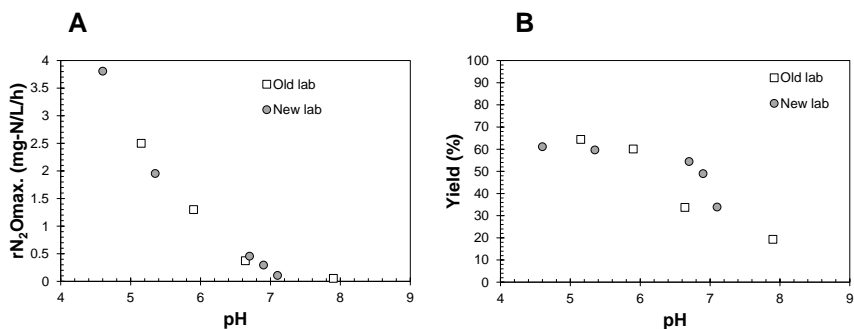 A
rN₂Omax. (mg-N/L/h)
4
3.5
3
2.5
2
1.5
1
0.5
0
4 5 6 7 8 9
pH
Old lab
New lab
B
Yield (%)
100
90
80
70
60
50
40
30
20
10
0
4 5 6 7 8 9
pH
Old lab
New lab